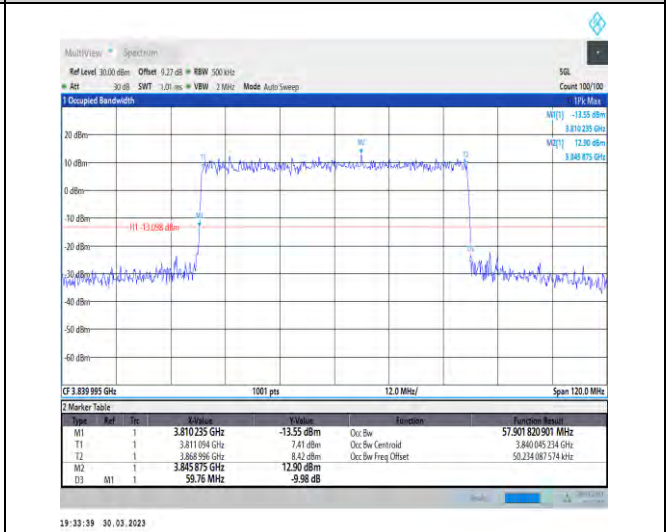 MultiView Spectrum
Ref Level 30.00 dBm Offset 9.27 dB RBW 500 kHz SGL
Att 30 dB SWT 1.01 ms VBW 2 MHz Mode Auto Sweep Count 100/100
1 Occupied Bandwidth 1Pk Max
M1[1] -13.55 dBm
3.810 235 GHz
M2[1] 12.90 dBm
3.845 875 GHz
20 dBm
M2
T1
T2
10 dBm
0 dBm
-10 dBm
M1
H1 -13.098 dBm
-20 dBm
-30 dBm
-40 dBm
-50 dBm
-60 dBm
CF 3.839 995 GHz 1001 pts 12.0 MHz/ Span 120.0 MHz
2 Marker Table
Type Ref Trc X-Value Y-Value Function Function Result
M1 1 3.810 235 GHz -13.55 dBm Occ Bw 57.901 820 901 MHz
T1 1 3.811 094 GHz 7.41 dBm Occ Bw Centroid 3.840 045 234 GHz
T2 1 3.868 996 GHz 8.42 dBm Occ Bw Freq Offset 50.234 087 574 kHz
M2 1 3.845 875 GHz 12.90 dBm
D3 M1 1 59.76 MHz -9.98 dB
19:33:39 30.03.2023